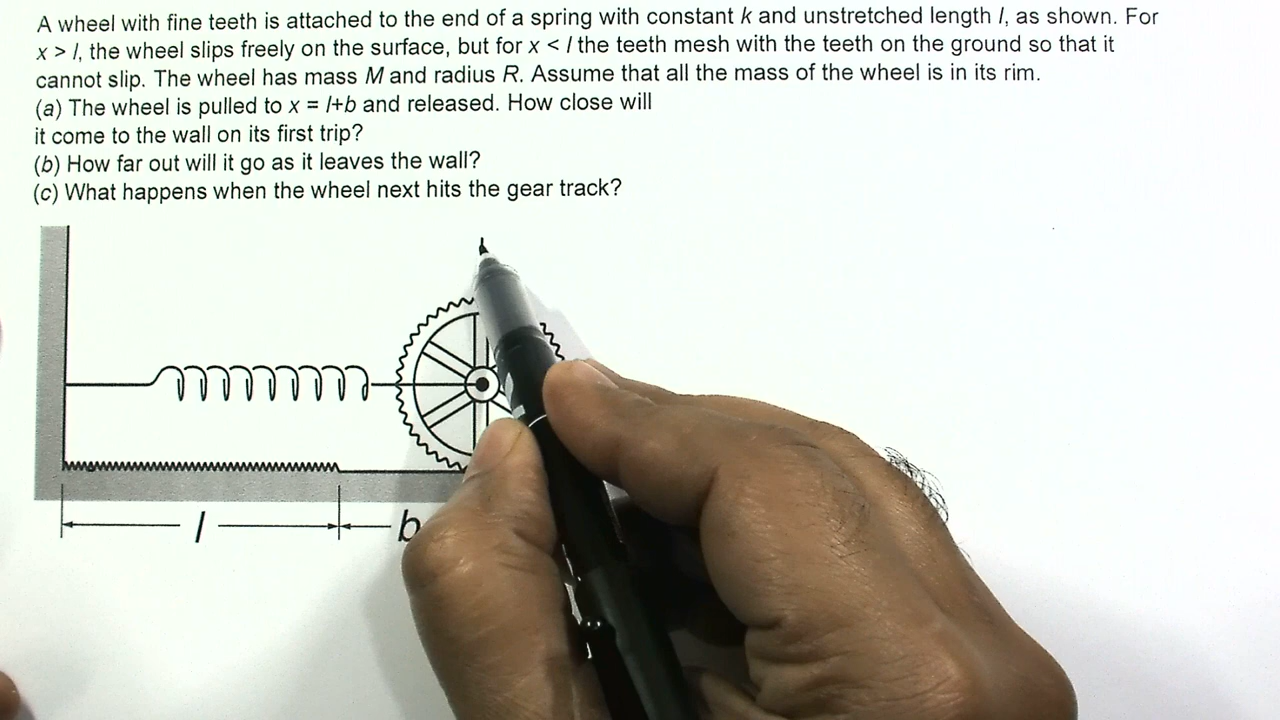 A wheel with fine teeth is attached to the end of a spring with constant k and unstretched length l, as shown. For
x > l, the wheel slips freely on the surface, but for x < l the teeth mesh with the teeth on the ground so that it
cannot slip. The wheel has mass M and radius R. Assume that all the mass of the wheel is in its rim.
(a) The wheel is pulled to x = l+b and released. How close will
it come to the wall on its first trip?
(b) How far out will it go as it leaves the wall?
(c) What happens when the wheel next hits the gear track?
l
b